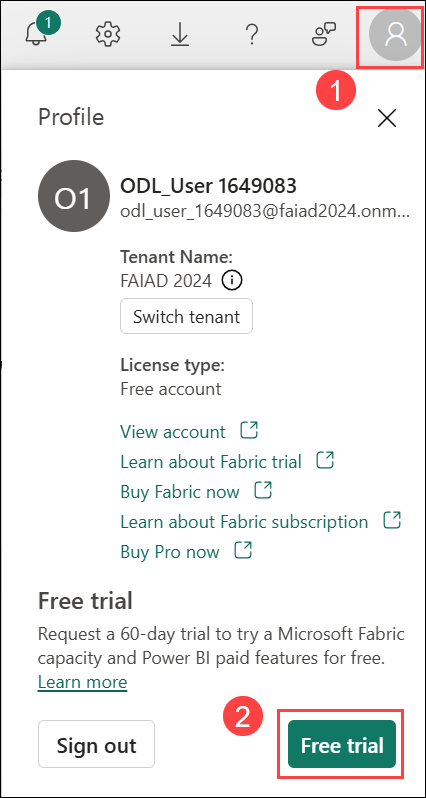 1
1
Profile
O1
ODL_User 1649083
odl_user_1649083@faiad2024.onm...
Tenant Name:
FAIAD 2024
Switch tenant
License type:
Free account
View account
Learn about Fabric trial
Buy Fabric now
Learn about Fabric subscription
Buy Pro now
Free trial
Request a 60-day trial to try a Microsoft Fabric
capacity and Power BI paid features for free.
Learn more
2
Sign out
Free trial